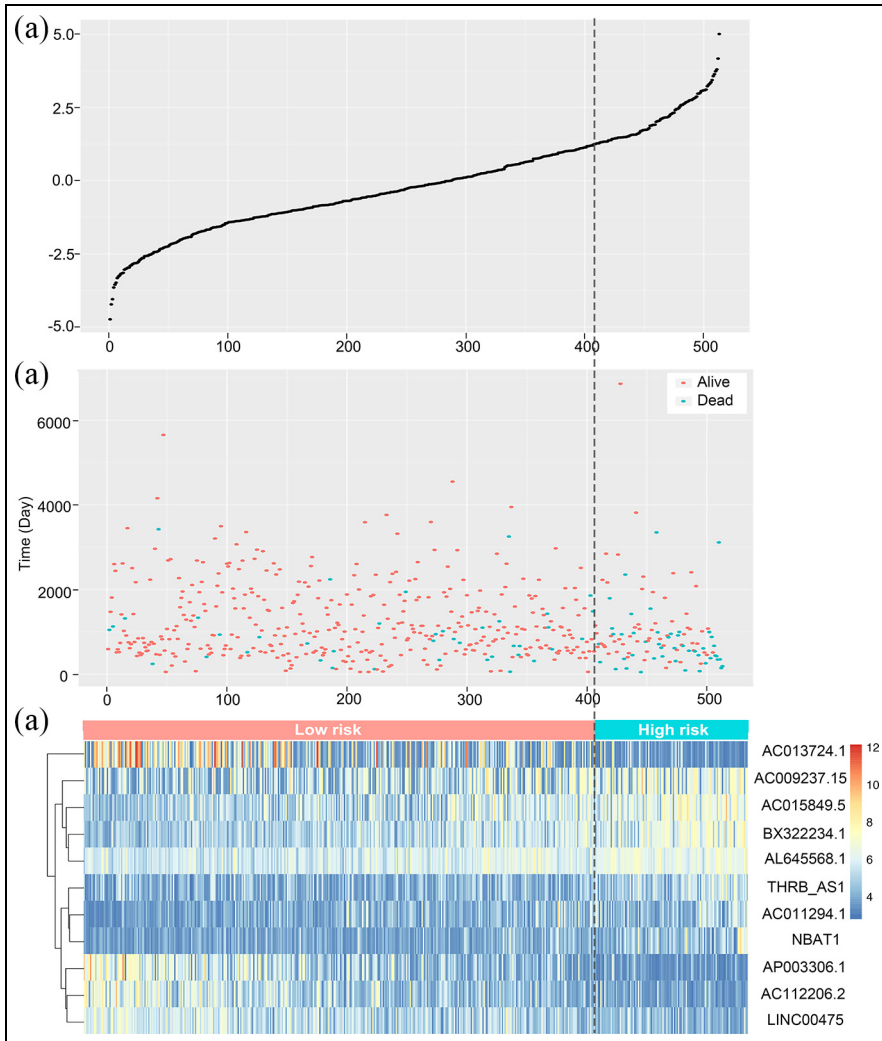 (a)
5.0
2.5
0.0
-2.5
-5.0
0 100 200 300 400 500
(a)
Alive
Dead
Time (Day)
6000
4000
2000
0
0 100 200 300 400 500
(a)
Low risk High risk
AC013724.1
AC009237.15
AC015849.5
BX322234.1
AL645568.1
THRB_AS1
AC011294.1
NBAT1
AP003306.1
AC112206.2
LINC00475
12
10
8
6
4